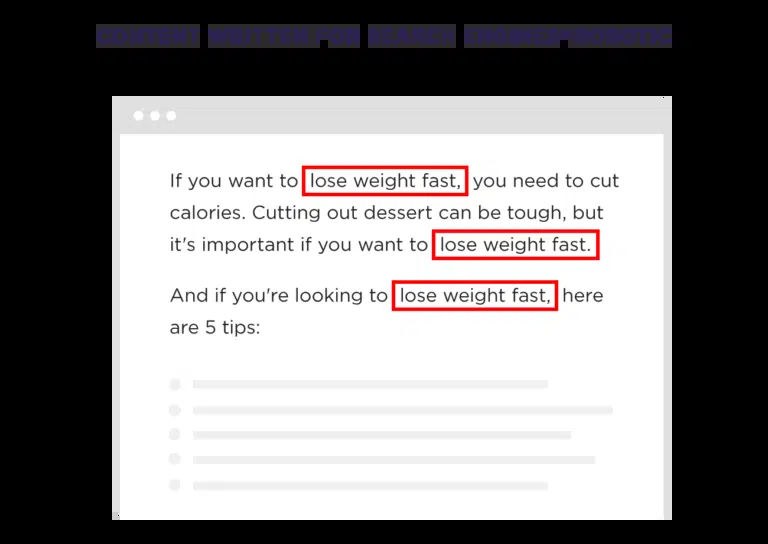 CONTENT WRITTEN FOR SEARCH ENGINES=ROBOTIC
If you want to lose weight fast, you need to cut
calories. Cutting out dessert can be tough, but
it's important if you want to lose weight fast.
And if you're looking to lose weight fast, here
are 5 tips: